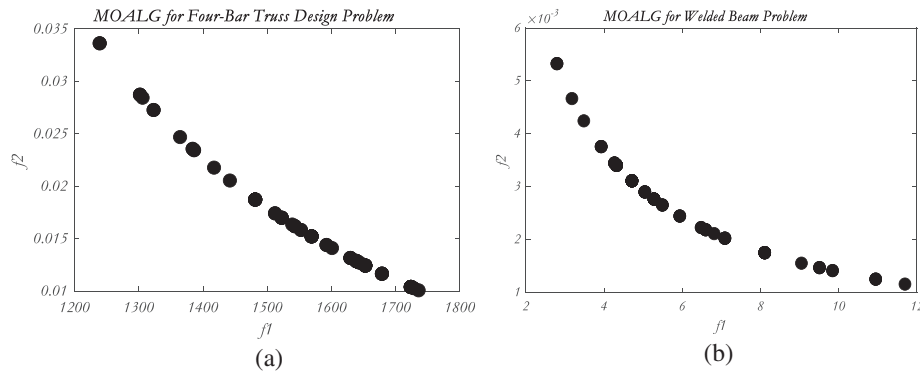 MOALG for Four-Bar Truss Design Problem
0.035
0.03
0.025
0.02
0.015
0.01
f2
1200 1300 1400 1500 1600 1700 1800
f1
(a)
MOALG for Welded Beam Problem
6 ×10⁻³
5
4
3
2
1
f2
2 4 6 8 10 12
f1
(b)